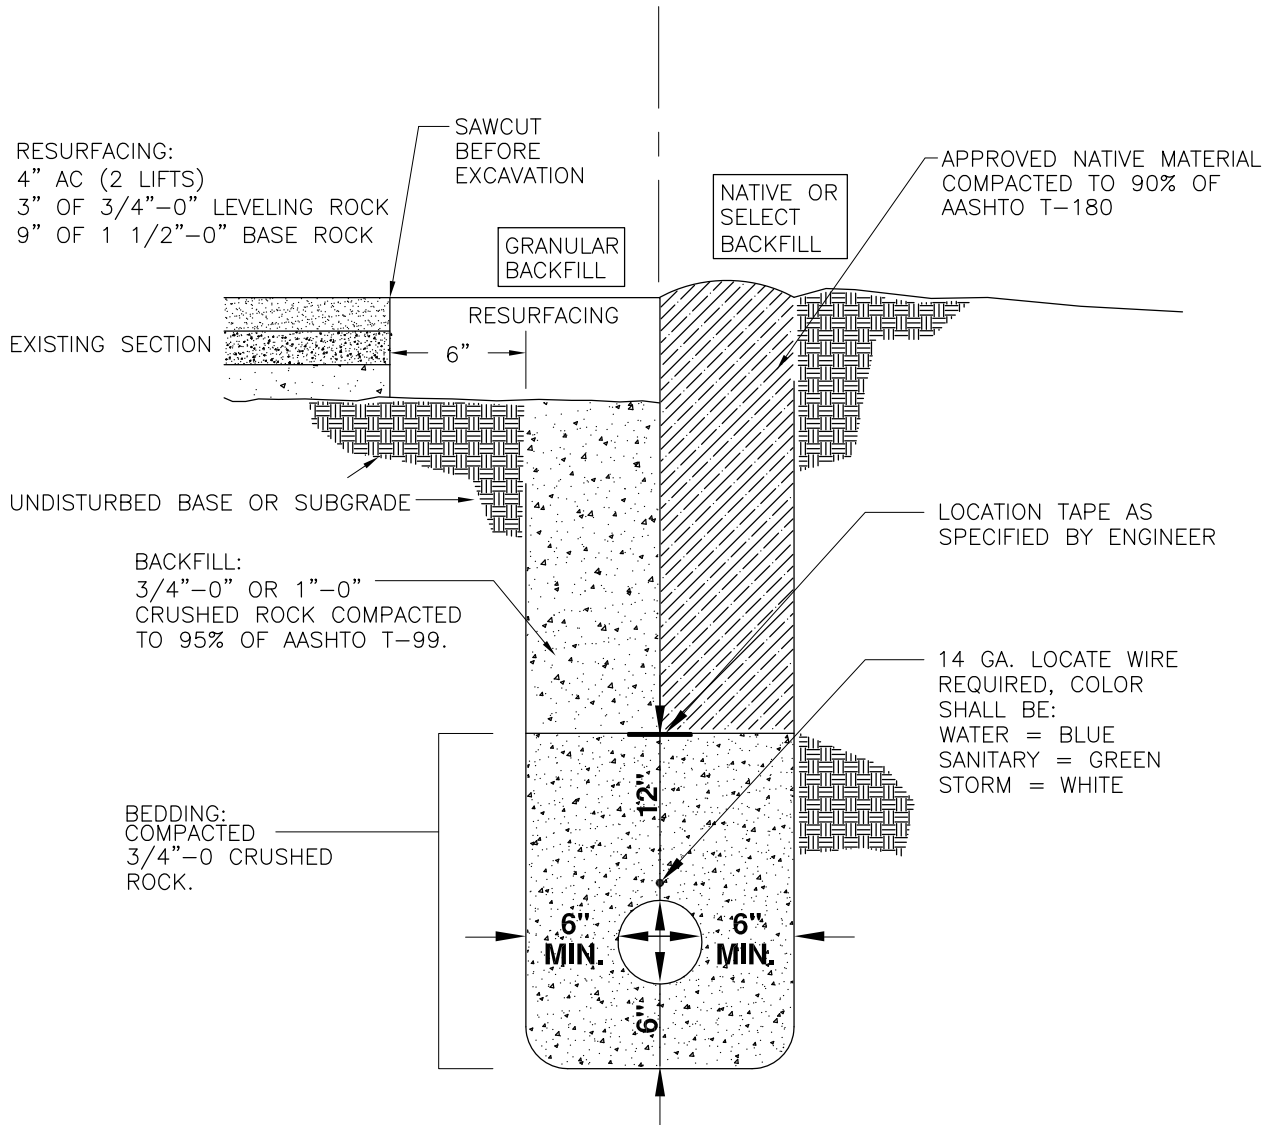 RESURFACING:
4" AC (2 LIFTS)
3" OF 3/4"-0" LEVELING ROCK
9" OF 1 1/2"-0" BASE ROCK
SAWCUT
BEFORE
EXCAVATION
GRANULAR
BACKFILL
NATIVE OR
SELECT
BACKFILL
APPROVED NATIVE MATERIAL
COMPACTED TO 90% OF
AASHTO T-180
RESURFACING
EXISTING SECTION
6"
UNDISTURBED BASE OR SUBGRADE
LOCATION TAPE AS
SPECIFIED BY ENGINEER
BACKFILL:
3/4"-0" OR 1"-0"
CRUSHED ROCK COMPACTED
TO 95% OF AASHTO T-99.
14 GA. LOCATE WIRE
REQUIRED, COLOR
SHALL BE:
WATER = BLUE
SANITARY = GREEN
STORM = WHITE
12"
BEDDING:
COMPACTED
3/4"-0 CRUSHED
ROCK.
6"
MIN.
6"
MIN.
6"